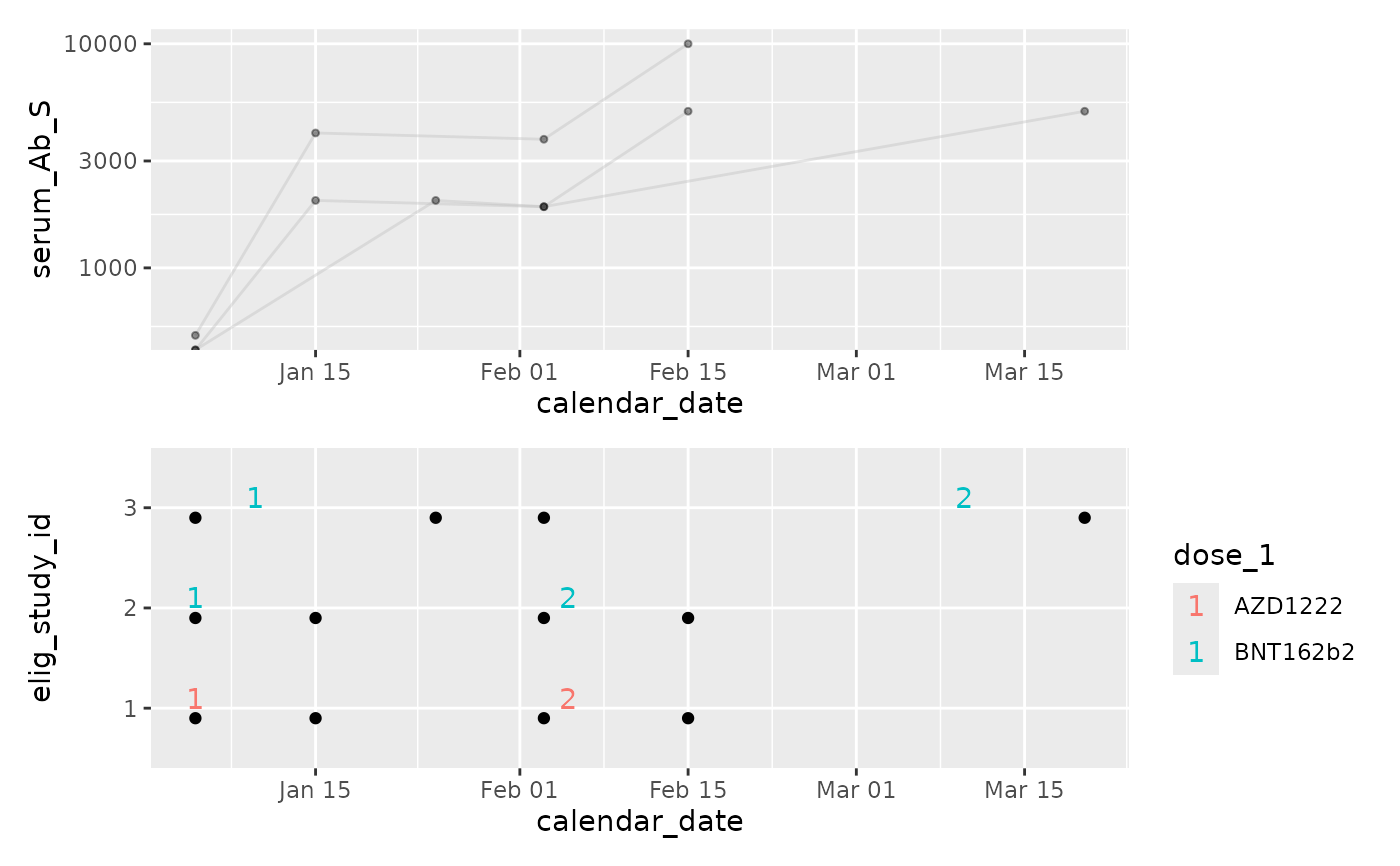 10000
3000
1000
serum_Ab_S
Jan 15 Feb 01 Feb 15 Mar 01 Mar 15
calendar_date
3
2
1
elig_study_id
1 2
1 2
1 2
Jan 15 Feb 01 Feb 15 Mar 01 Mar 15
calendar_date
dose_1
1 AZD1222
1 BNT162b2